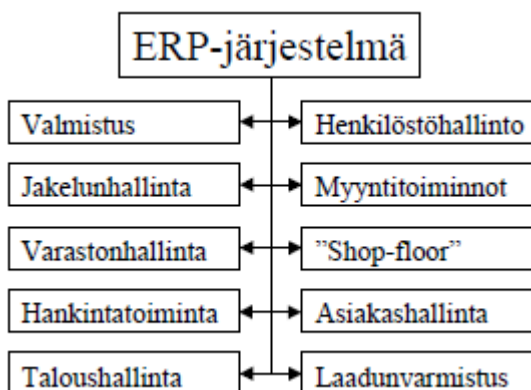 ERP-järjestelmä
Valmistus
Henkilöstöhallinto
Jakelunhallinta
Myyntitoiminnot
Varastonhallinta
”Shop-floor”
Hankintatoiminta
Asiakashallinta
Taloushallinta
Laadunvarmistus